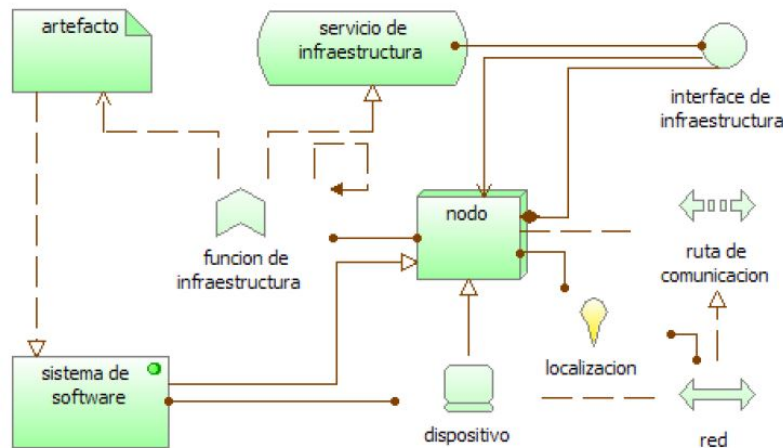 artefacto
servicio de
infraestructura
interface de
infraestructura
nodo
funcion de
infraestructura
ruta de
comunicacion
sistema de
software
localizacion
dispositivo
red